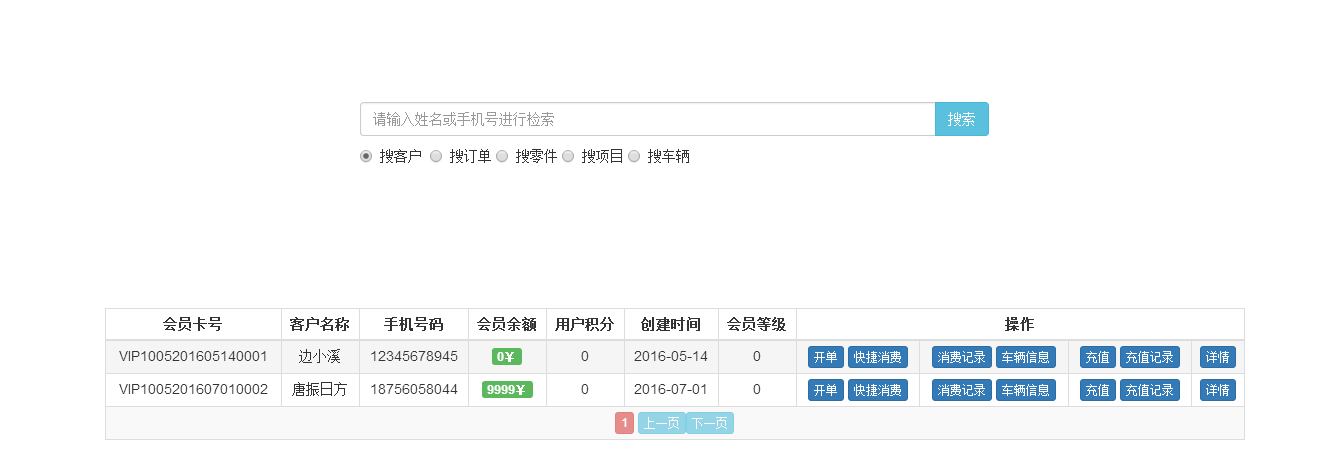 请输入姓名或手机号进行检索 搜索
搜客户 搜订单 搜零件 搜项目 搜车辆
会员卡号 客户名称 手机号码 会员余额 用户积分 创建时间 会员等级 操作
VIP1005201605140001 边小溪 12345678945 0¥ 0 2016-05-14 0 开单 快捷消费 消费记录 车辆信息 充值 充值记录 详情
VIP1005201607010002 唐振日方 18756058044 9999¥ 0 2016-07-01 0 开单 快捷消费 消费记录 车辆信息 充值 充值记录 详情
1 上一页 下一页